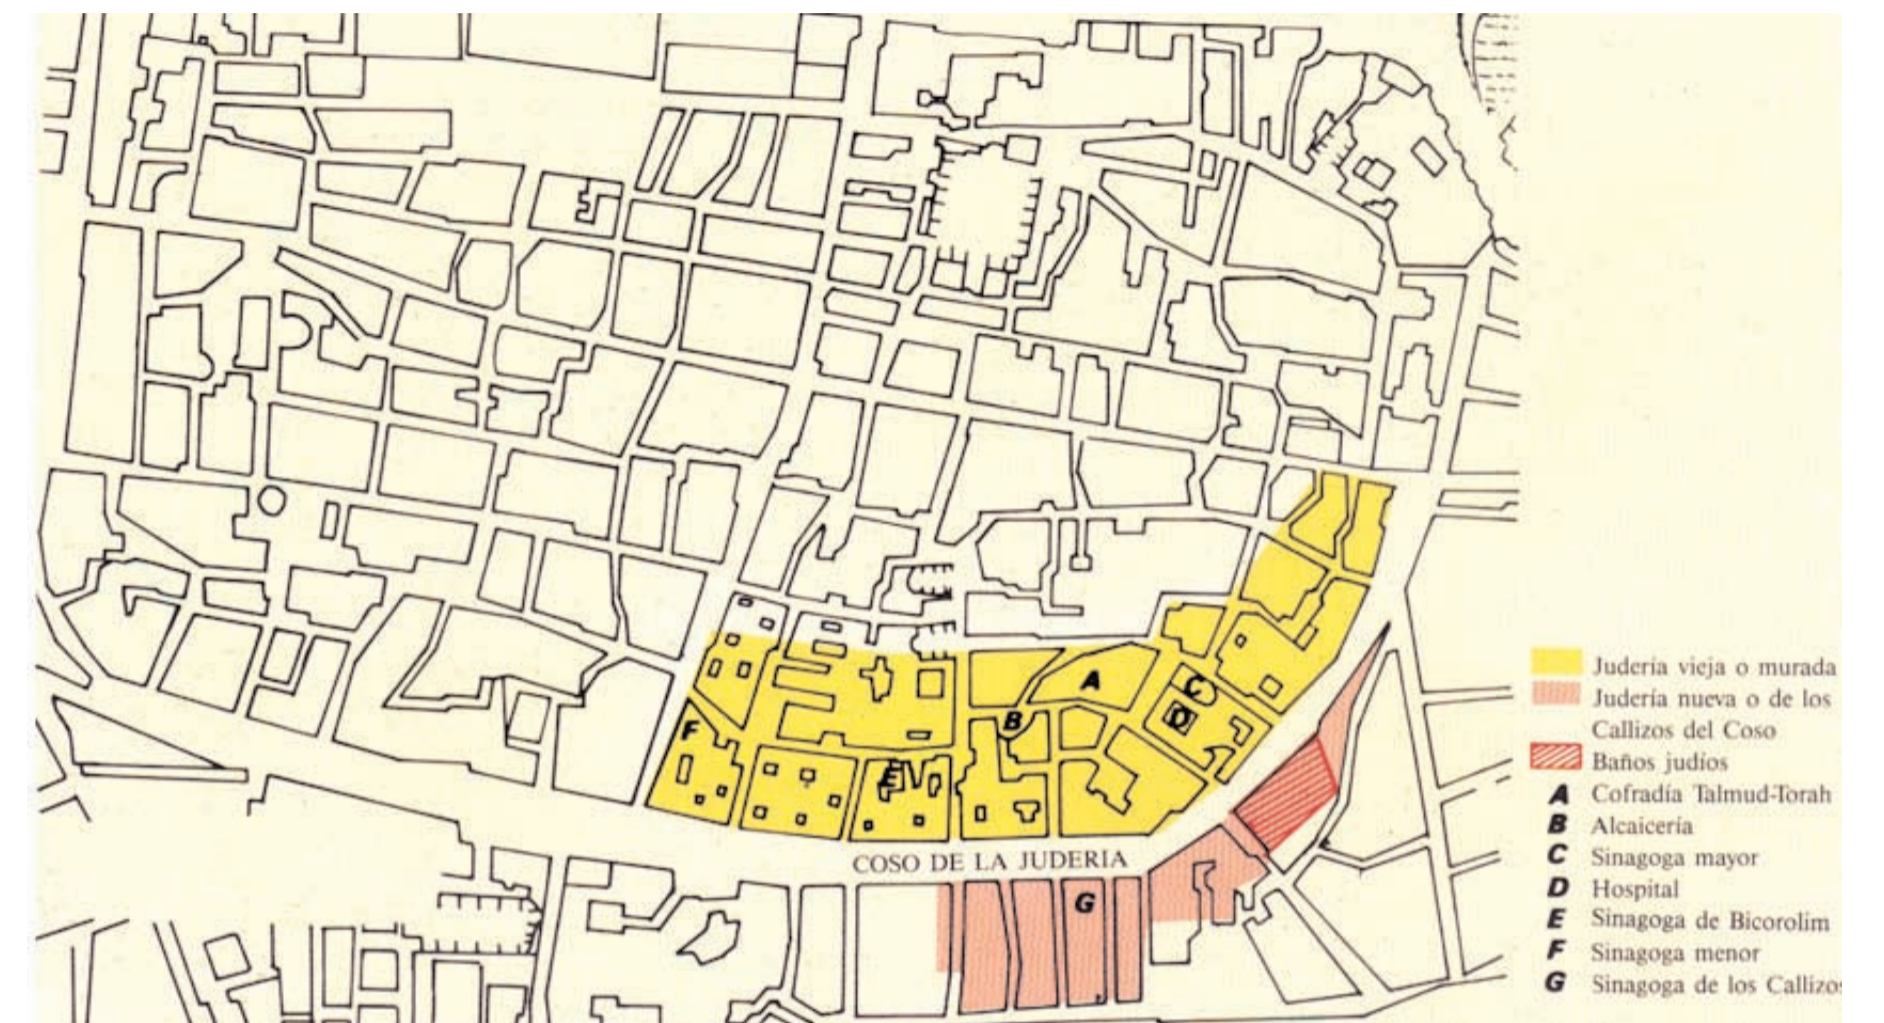 A
C
D
B
F
E
COSO DE LA JUDERIA
G
Judería vieja o murada
Judería nueva o de los
Callizos del Coso
Baños judíos
A Cofradía Talmud-Torah
B Alcaicería
C Sinagoga mayor
D Hospital
E Sinagoga de Bicorolim
F Sinagoga menor
G Sinagoga de los Callizos